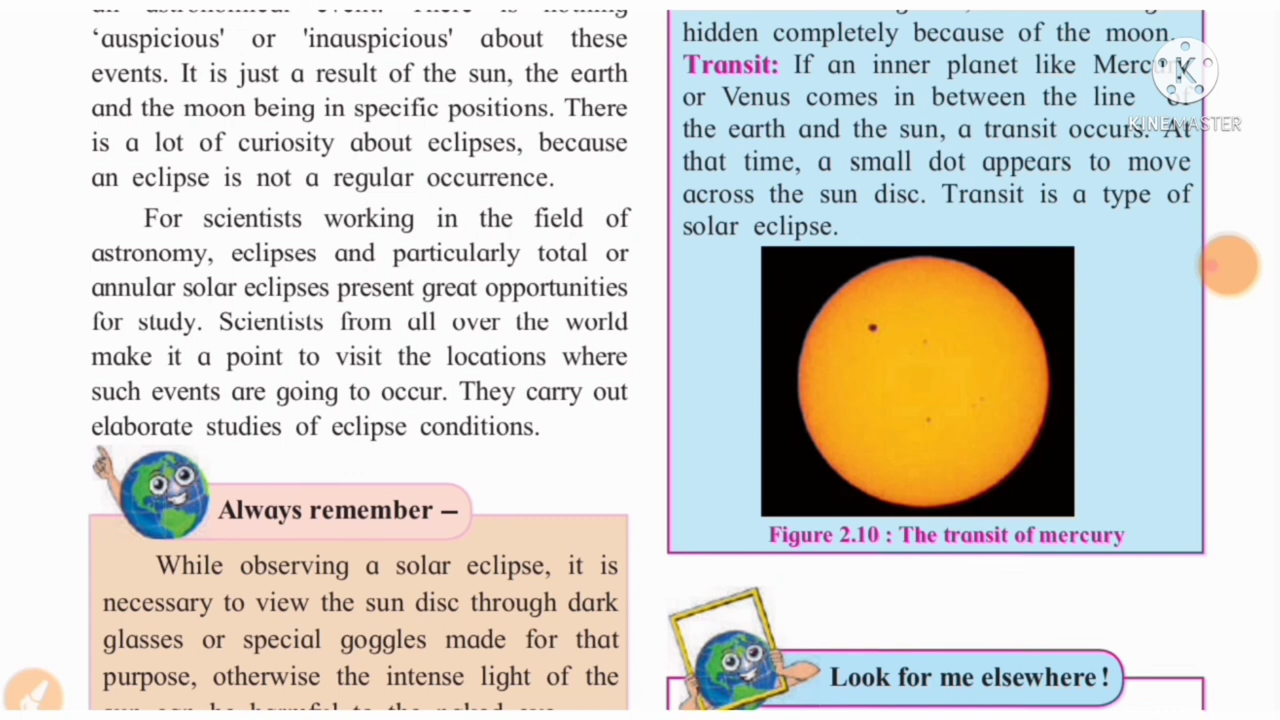 'auspicious' or 'inauspicious' about these
events. It is just a result of the sun, the earth
and the moon being in specific positions. There
is a lot of curiosity about eclipses, because
an eclipse is not a regular occurrence.
For scientists working in the field of
astronomy, eclipses and particularly total or
annular solar eclipses present great opportunities
for study. Scientists from all over the world
make it a point to visit the locations where
such events are going to occur. They carry out
elaborate studies of eclipse conditions.
Always remember –
While observing a solar eclipse, it is
necessary to view the sun disc through dark
glasses or special goggles made for that
purpose, otherwise the intense light of the
hidden completely because of the moon.
Transit: If an inner planet like Mercury
or Venus comes in between the line of
the earth and the sun, a transit occurs. At
that time, a small dot appears to move
across the sun disc. Transit is a type of
solar eclipse.
Figure 2.10 : The transit of mercury
Look for me elsewhere!
K
KINEMASTER